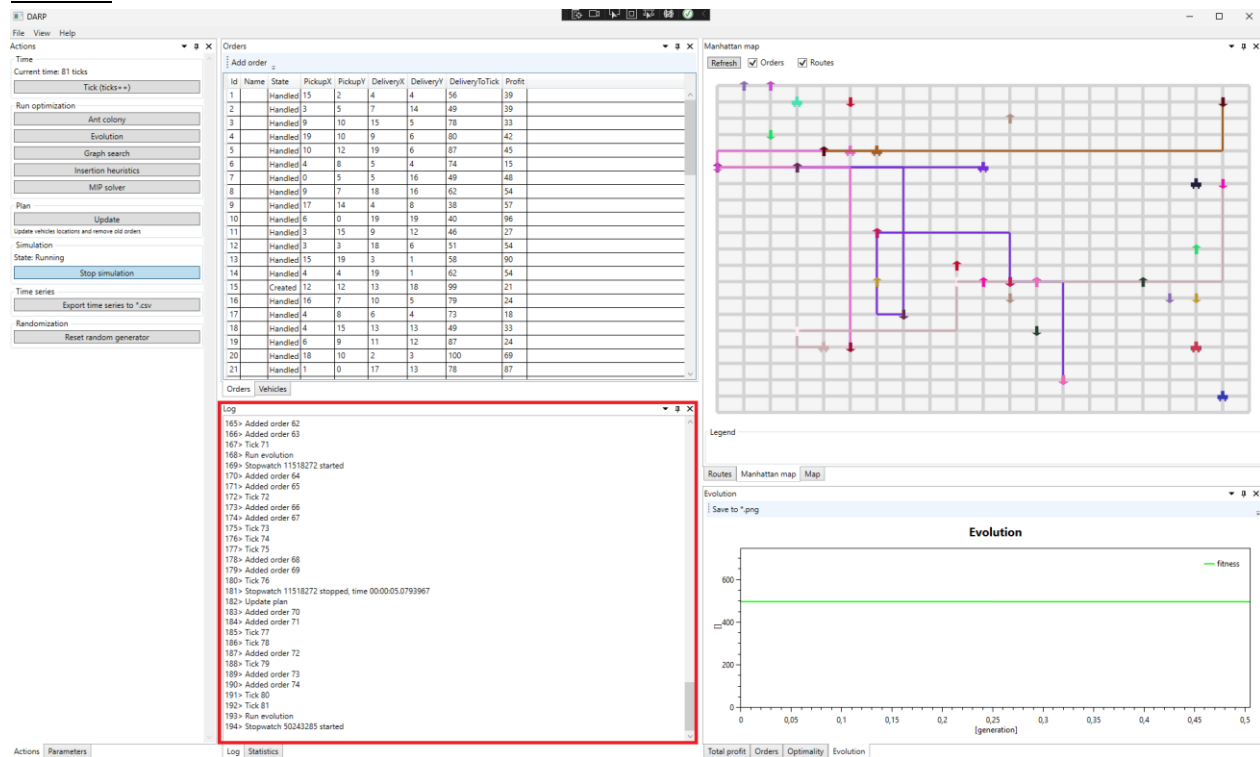 DARP
File View Help
Actions
Time
Current time: 81 ticks
Tick (ticks++)
Run optimization
Ant colony
Evolution
Graph search
Insertion heuristics
MIP solver
Plan
Update
Update vehicles locations and remove old orders
Simulation
State: Running
Stop simulation
Time series
Export time series to *.csv
Randomization
Reset random generator
Actions Parameters
Orders
Add order
Id Name State PickupX PickupY DeliveryX DeliveryY DeliveryToTick Profit
1 Handled 15 2 4 4 56 39
2 Handled 3 5 7 14 49 39
3 Handled 9 10 15 5 78 33
4 Handled 19 10 9 6 80 42
5 Handled 10 12 19 6 87 45
6 Handled 4 8 5 4 74 15
7 Handled 0 5 5 16 49 48
8 Handled 9 7 18 16 62 54
9 Handled 17 14 4 8 38 57
10 Handled 6 0 19 19 40 96
11 Handled 3 15 9 12 46 27
12 Handled 3 3 18 6 51 54
13 Handled 15 19 3 1 58 90
14 Handled 4 4 19 1 62 54
15 Created 12 12 13 18 99 21
16 Handled 16 7 10 5 79 24
17 Handled 4 8 6 4 73 18
18 Handled 4 15 13 13 49 33
19 Handled 6 9 11 12 87 24
20 Handled 18 10 2 3 100 69
21 Handled 1 0 17 13 78 87
Orders Vehicles
Log
165> Added order 62
166> Added order 63
167> Tick 71
168> Run evolution
169> Stopwatch 11518272 started
170> Added order 64
171> Added order 65
172> Tick 72
173> Added order 66
174> Added order 67
175> Tick 73
176> Tick 74
177> Tick 75
178> Added order 68
179> Added order 69
180> Tick 76
181> Stopwatch 11518272 stopped, time 00:00:05.0793967
182> Update plan
183> Added order 70
184> Added order 71
185> Tick 77
186> Tick 78
187> Added order 72
188> Tick 79
189> Added order 73
190> Added order 74
191> Tick 80
192> Tick 81
193> Run evolution
194> Stopwatch 50243285 started
Log Statistics
Manhattan map
Refresh Orders Routes
Legend
Routes Manhattan map Map
Evolution
Save to *.png
Evolution
fitness
600
400
200
0
[]
0 0,05 0,1 0,15 0,2 0,25 0,3 0,35 0,4 0,45 0,5
[generation]
Total profit Orders Optimality Evolution